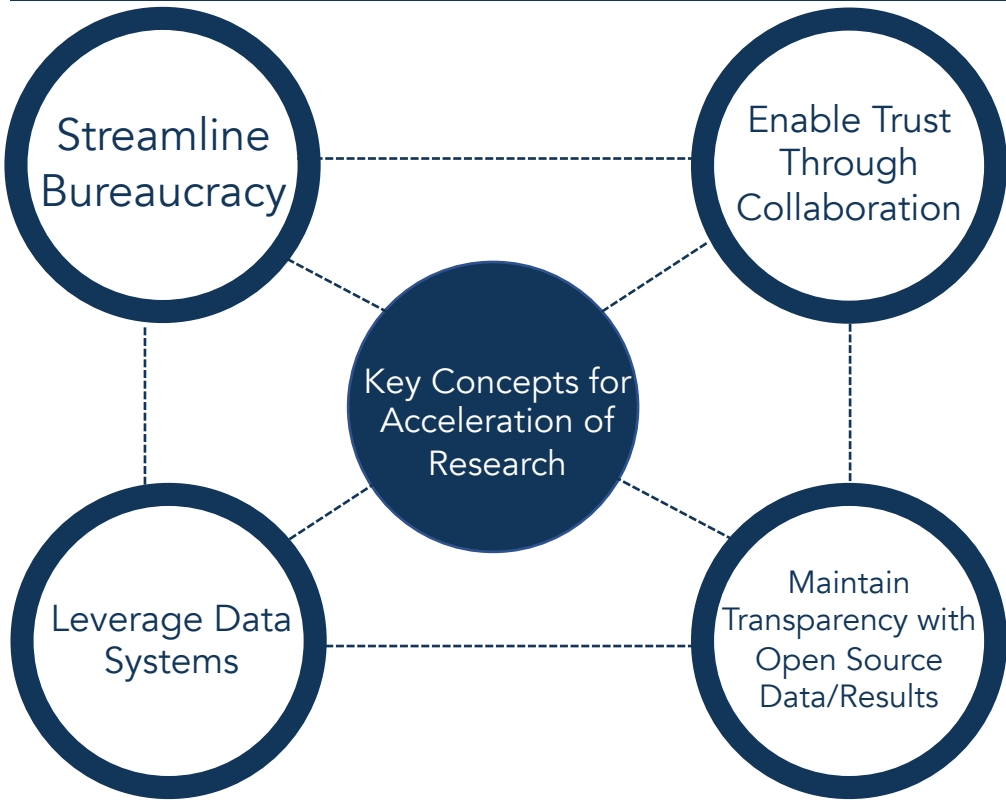 Streamline
Bureaucracy
Enable Trust
Through
Collaboration
Key Concepts for
Acceleration of
Research
Leverage Data
Systems
Maintain
Transparency with
Open Source
Data/Results